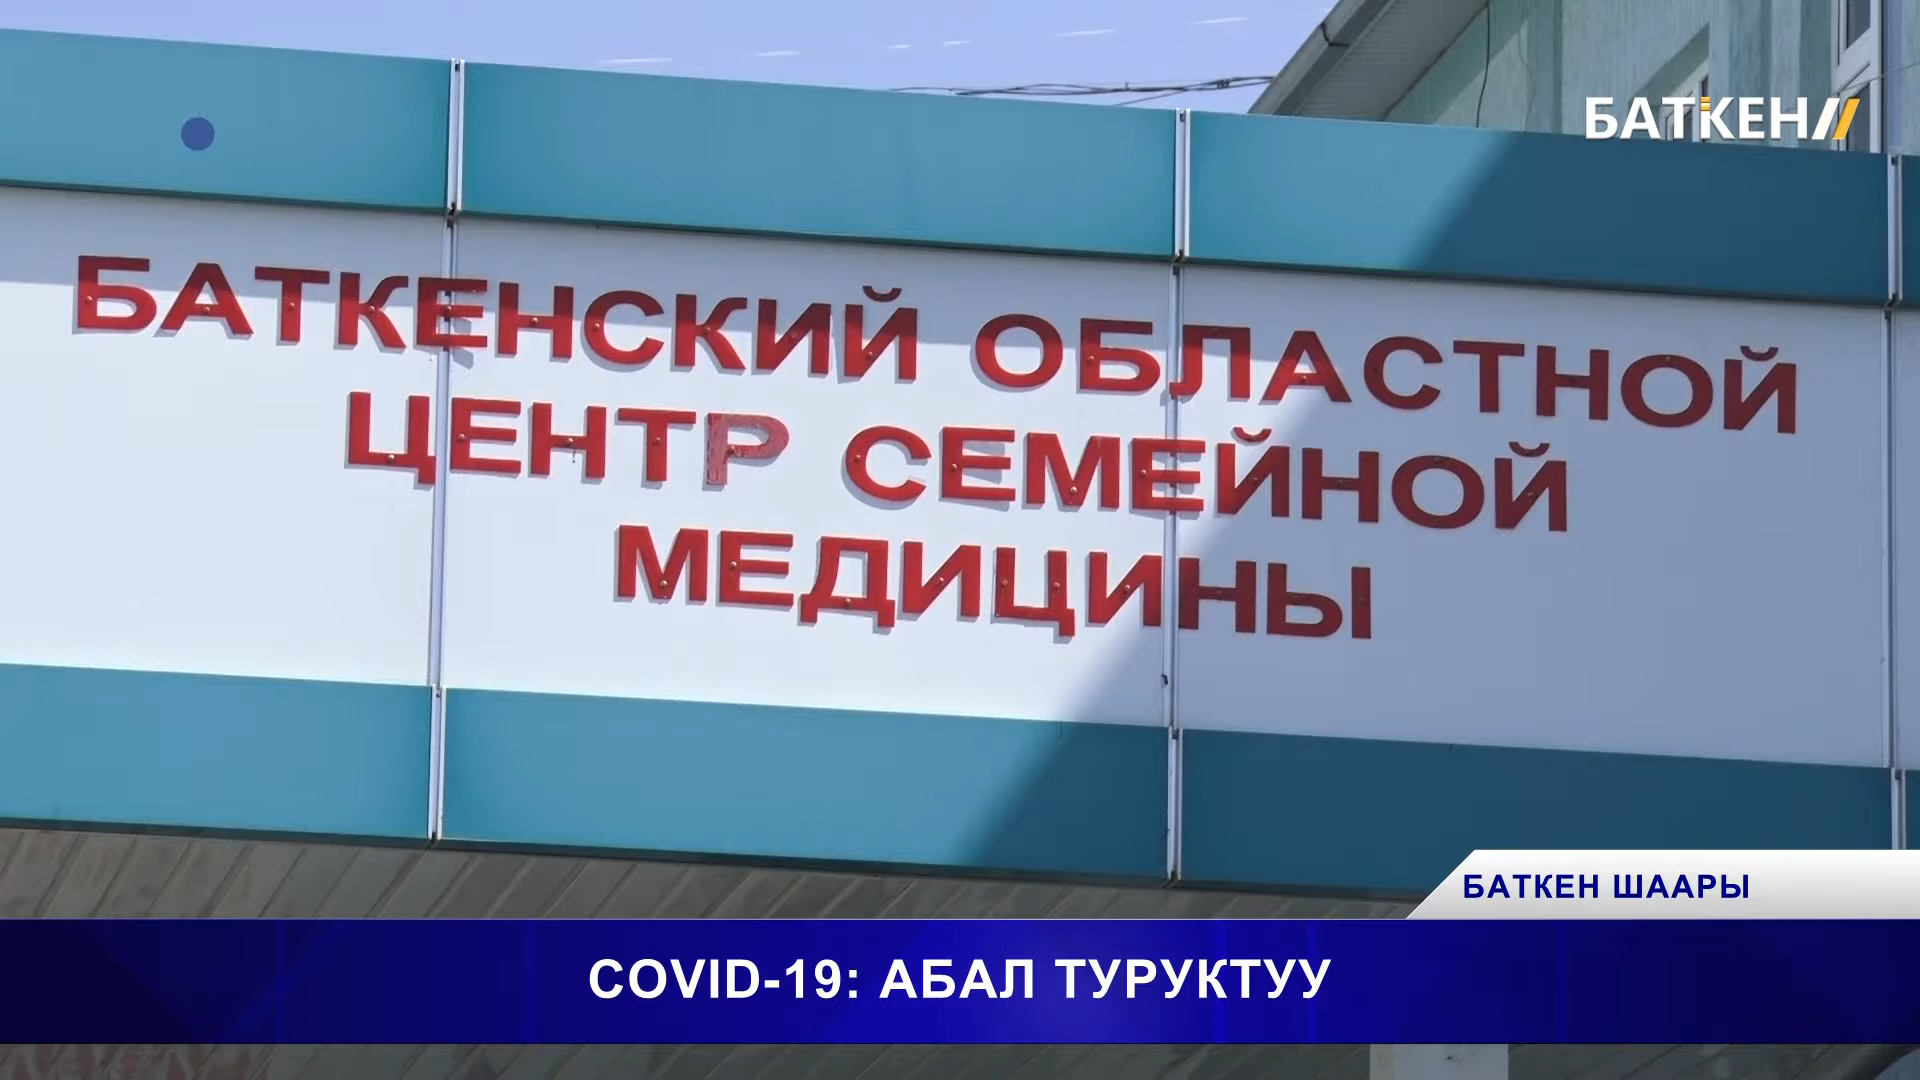 БАТКЕН
БАТКЕНСКИЙ ОБЛАСТНОЙ
ЦЕНТР СЕМЕЙНОЙ
МЕДИЦИНЫ
БАТКЕН ШААРЫ
COVID-19: АБАЛ ТУРУКТУУ